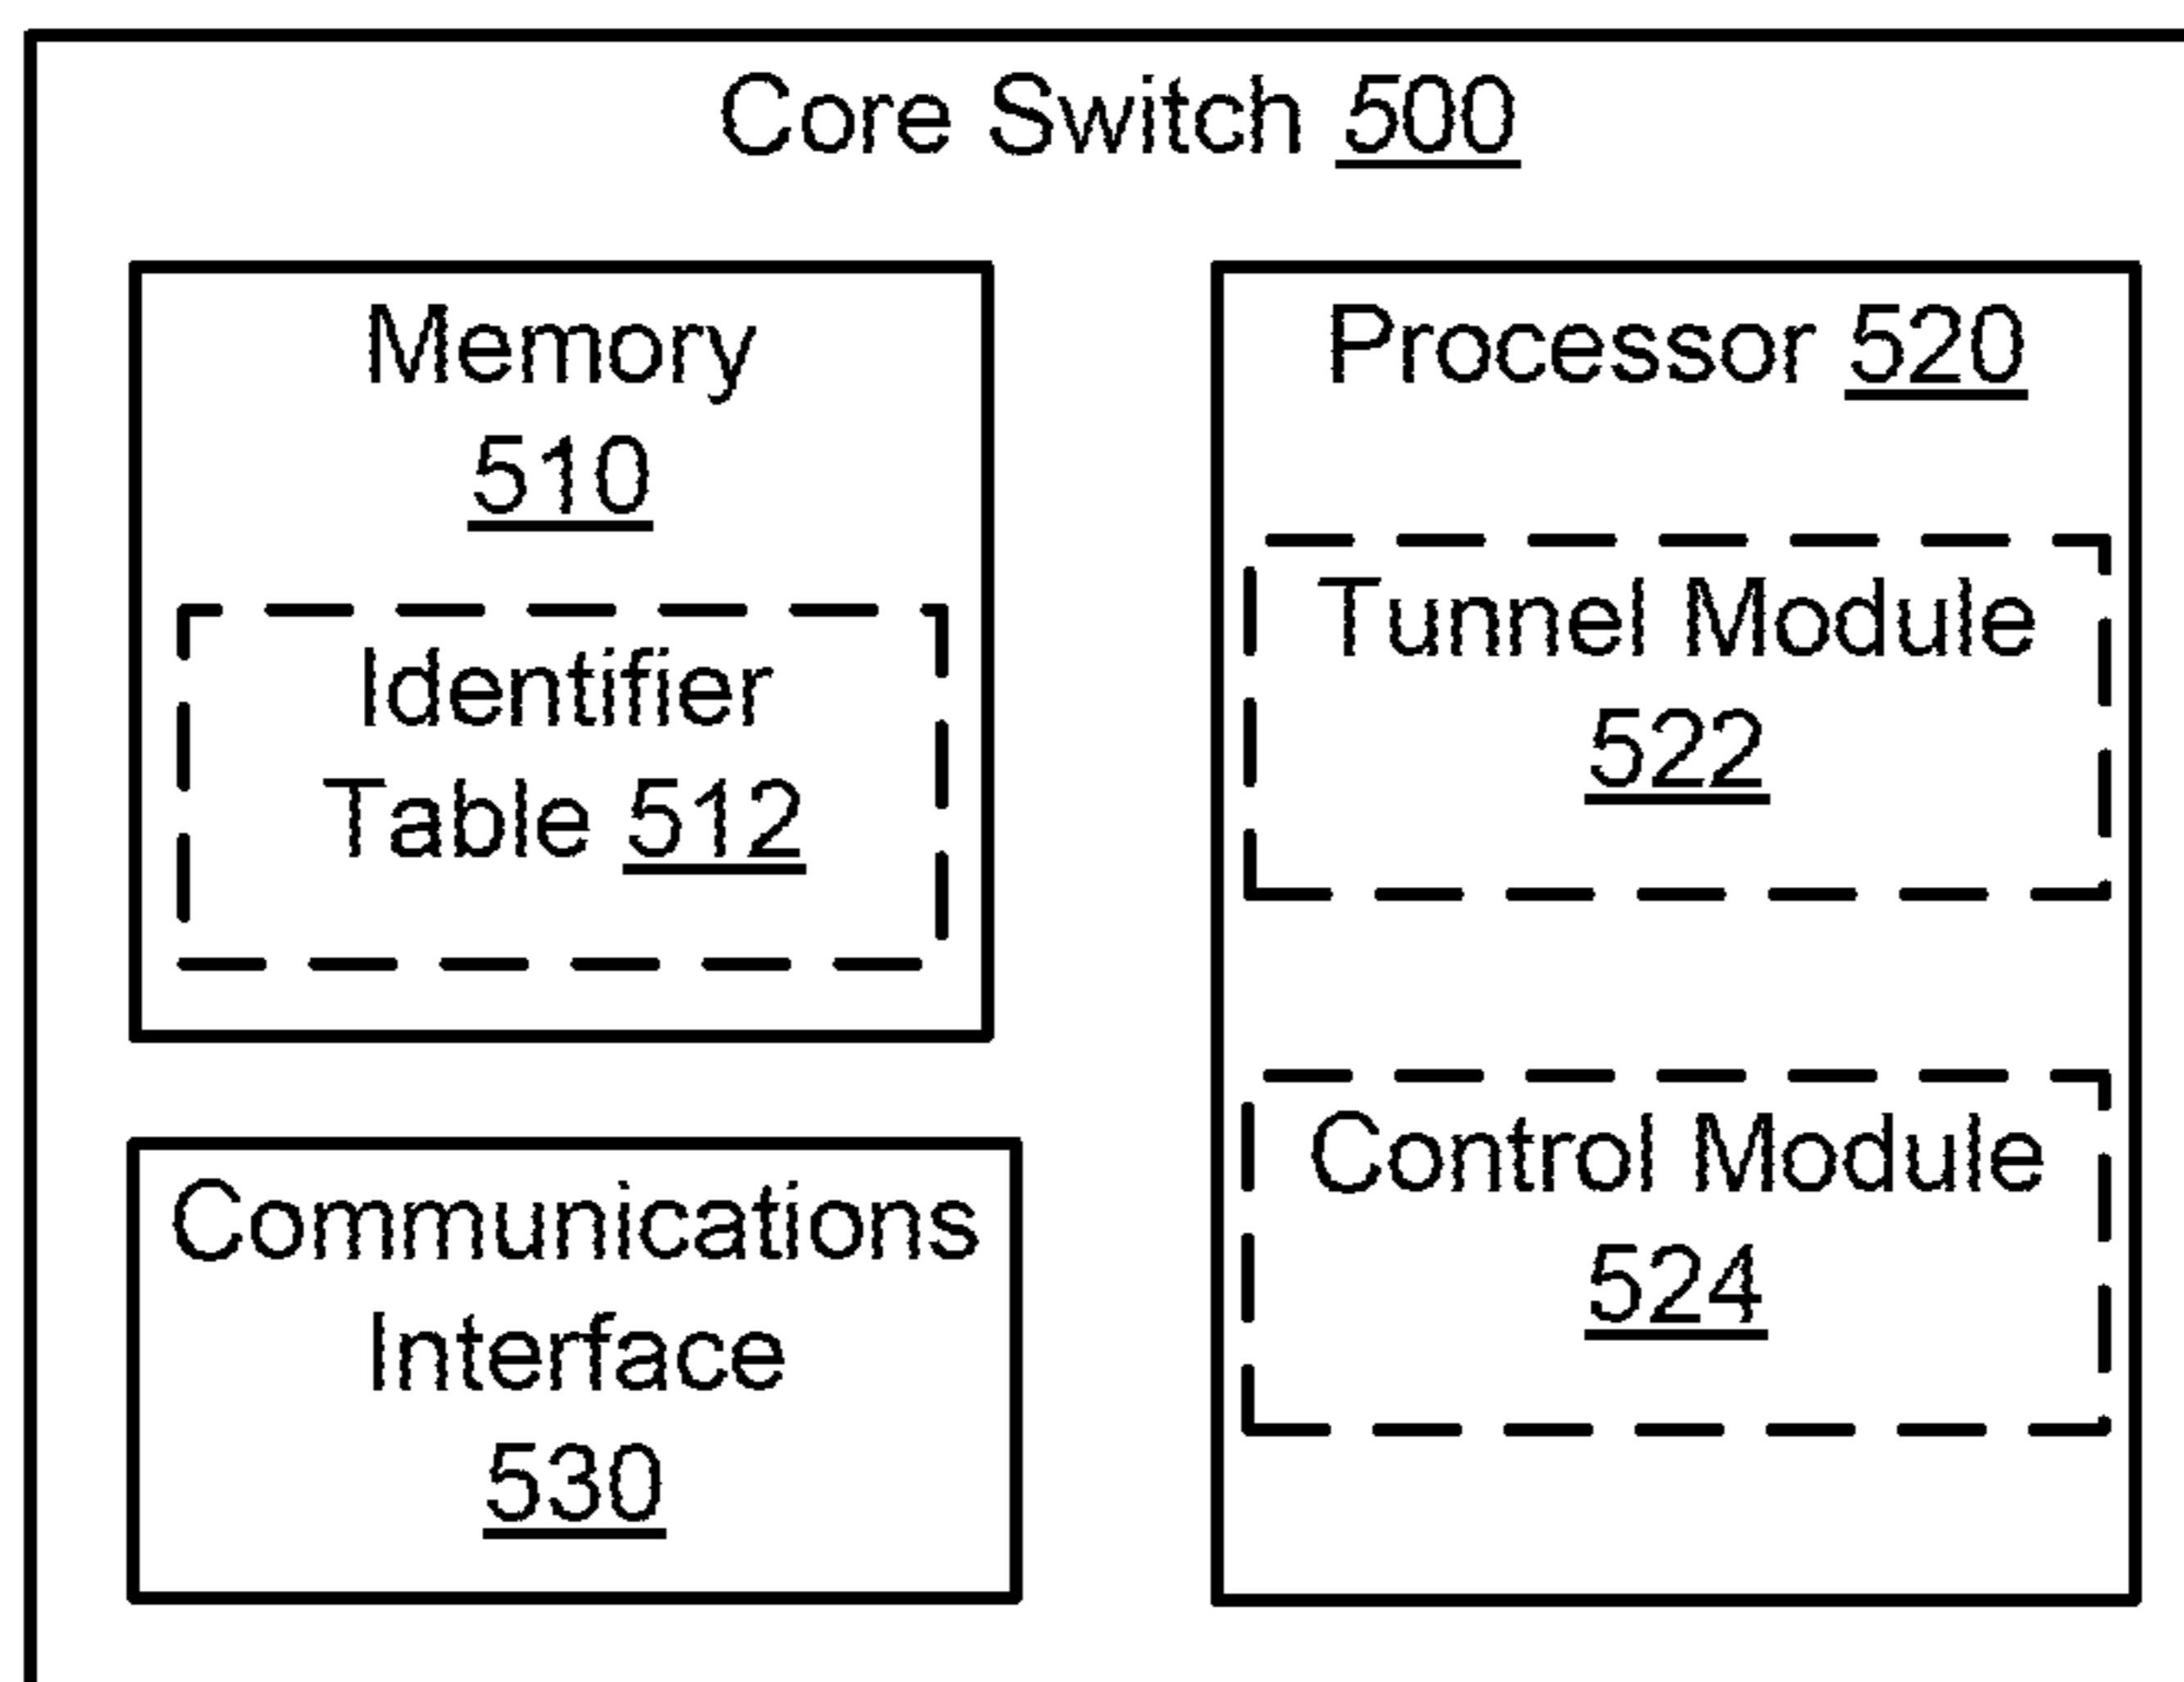 Core Switch 500
Memory
510
Identifier
Table 512
Communications
Interface
530
Processor 520
Tunnel Module
522
Control Module
524